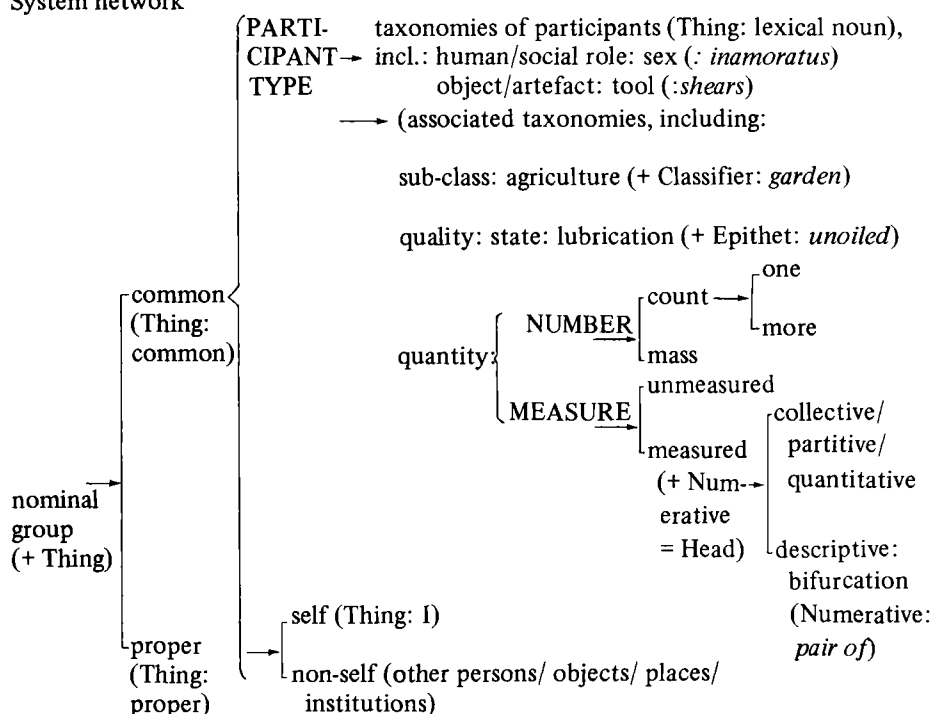 System network
PARTI- taxonomies of participants (Thing: lexical noun),
CIPANT → incl.: human/social role: sex (: inamoratus)
TYPE object/artefact: tool (:shears)
→ (associated taxonomies, including:
sub-class: agriculture (+ Classifier: garden)
quality: state: lubrication (+ Epithet: unoiled)
one
common count →
(Thing: NUMBER more
common) quantity: mass
unmeasured
MEASURE collective/
measured partitive/
(+ Num- → quantitative
nominal erative
group = Head) descriptive:
(+ Thing) bifurcation
self (Thing: I) (Numerative:
proper → pair of)
(Thing: non-self (other persons/ objects/ places/
proper) institutions)